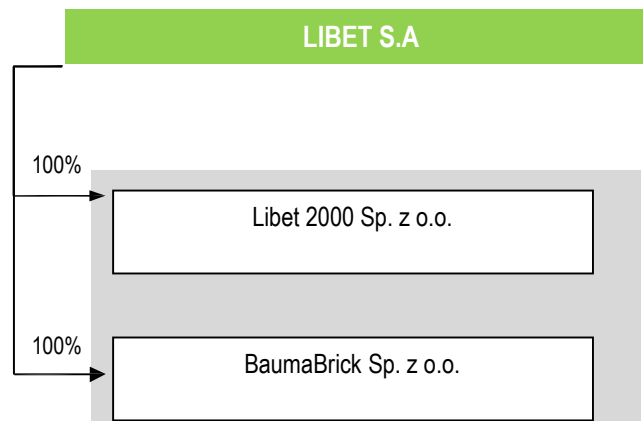 LIBET S.A
100%
Libet 2000 Sp. z o.o.
100%
BaumaBrick Sp. z o.o.